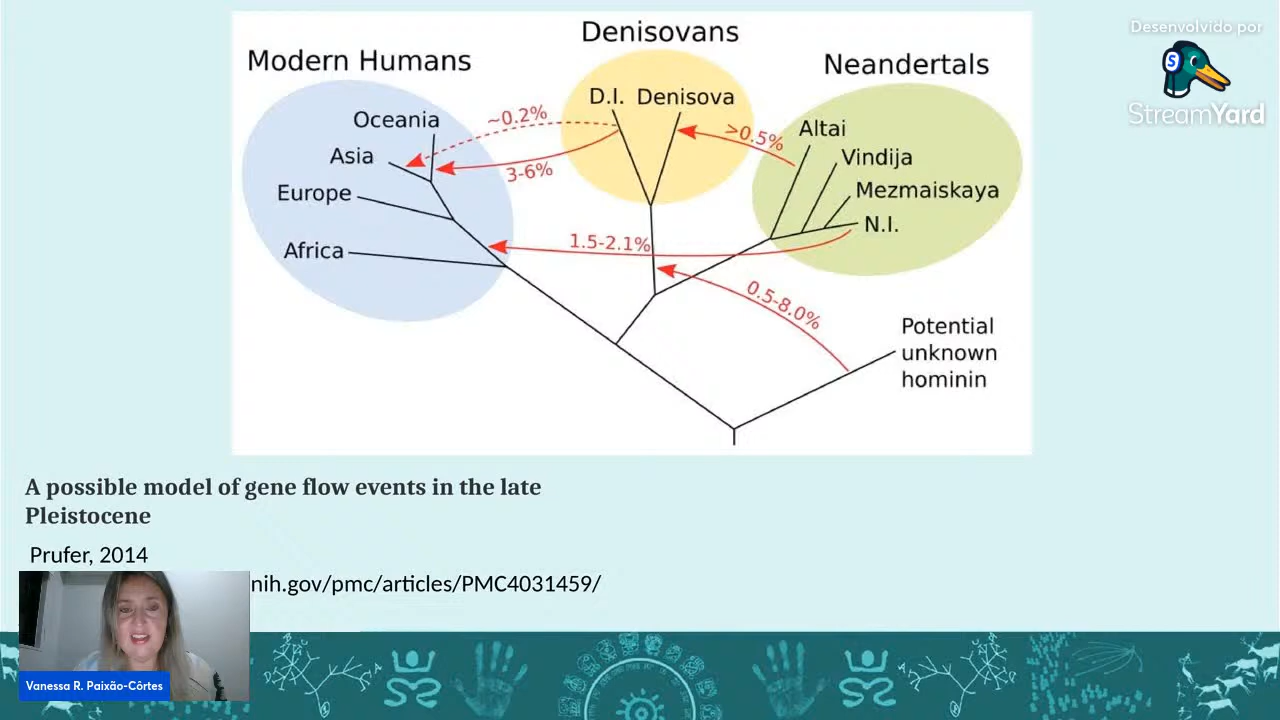 Desenvolvido por
StreamYard
Denisovans
Modern Humans
Neandertals
D.I. Denisova
Oceania
~0.2%
>0.5%
Altai
Asia
3-6%
Vindija
Europe
Mezmaiskaya
N.I.
Africa
1.5-2.1%
0.5-8.0%
Potential
unknown
hominin
A possible model of gene flow events in the late
Pleistocene
Prufer, 2014
nih.gov/pmc/articles/PMC4031459/
Vanessa R. Paixão-Côrtes